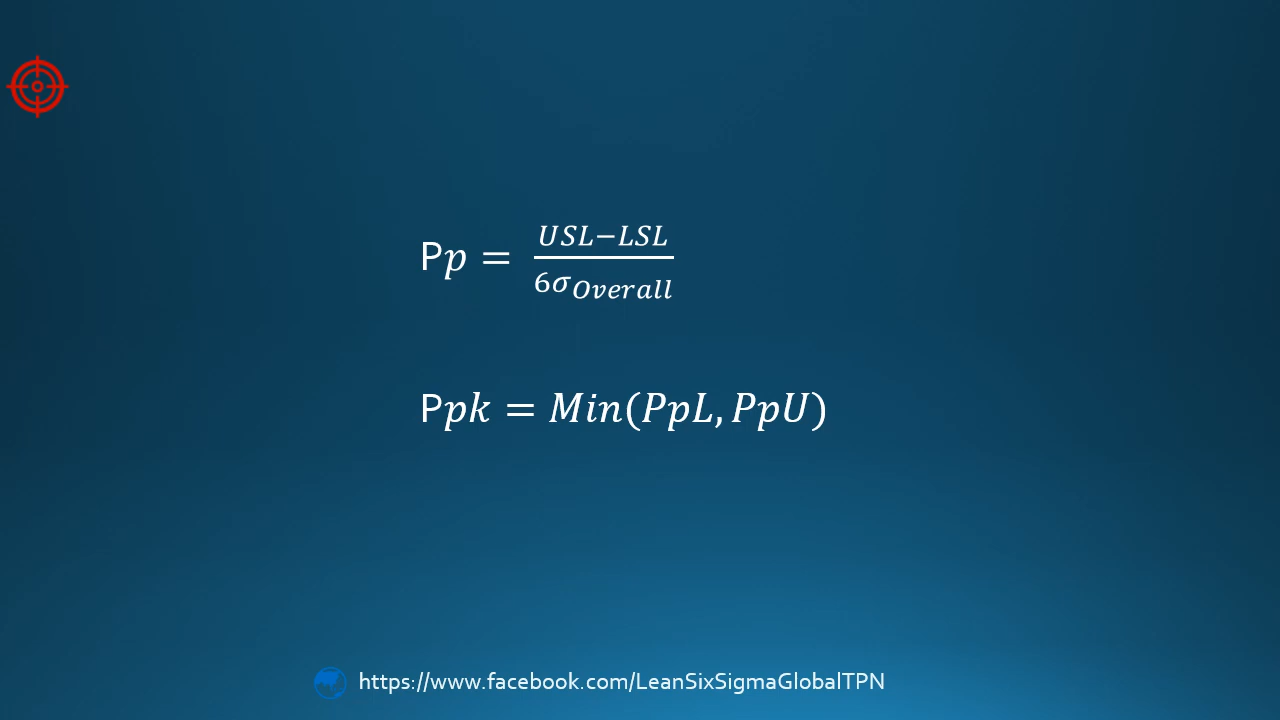 Pp = USL−LSL / 6σOverall
Ppk = Min(PpL, PpU)
https://www.facebook.com/LeanSixSigmaGlobalTPN